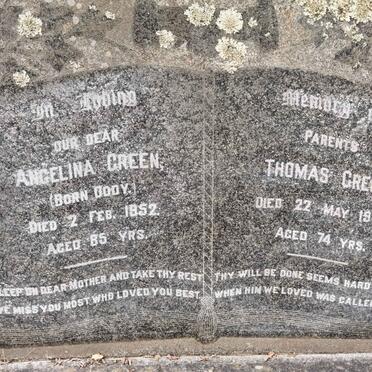 In Loving
OUR DEAR
ANGELINA GREEN,
(BORN DODY.)
DIED 2 FEB. 1952.
AGED 85 YRS.
SLEEP ON DEAR MOTHER AND TAKE THY REST
WE MISS YOU MOST WHO LOVED YOU BEST.
Memory
PARENTS
THOMAS GREE
DIED 22 MAY 19
AGED 74 YRS.
THY WILL BE DONE SEEMS HARD
WHEN HIM WE LOVED WAS CALLE